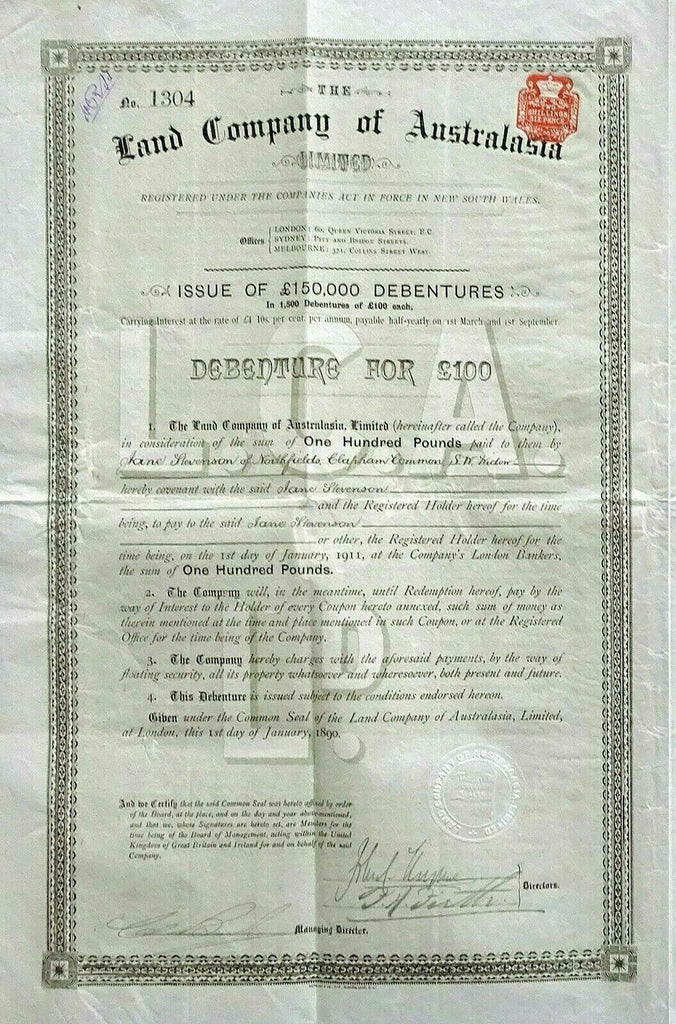 No. 1304
THE
Land Company of Australasia
LIMITED
TWO
SHILLINGS
SIX PENCE
REGISTERED UNDER THE COMPANIES ACT IN FORCE IN NEW SOUTH WALES.
Offices
LONDON: 60, QUEEN VICTORIA STREET, E.C.
SYDNEY: PITT AND BRIDGE STREETS.
MELBOURNE: 371, COLLINS STREET WEST.
ISSUE OF £150,000 DEBENTURES
In 1,500 Debentures of £100 each,
Carrying Interest at the rate of £4 10s. per cent. per annum, payable half-yearly on 1st March and 1st September
L.C.A.
DEBENTURE FOR £100
1. The Land Company of Australasia, Limited (hereinafter called the Company),
in consideration of the sum of One Hundred Pounds paid to them by
Jane Stevenson of Northfields, Clapham Common, S.W. Widow
hereby covenant with the said Jane Stevenson
and the Registered Holder hereof for the time
being, to pay to the said Jane Stevenson
or other, the Registered Holder hereof for the
time being, on the 1st day of January, 1911, at the Company's London Bankers,
the sum of One Hundred Pounds.
2. The Company will, in the meantime, until Redemption hereof, pay by the
way of Interest to the Holder of every Coupon hereto annexed, such sum of money as
therein mentioned at the time and place mentioned in such Coupon, or at the Registered
Office for the time being of the Company.
3. The Company hereby charges with the aforesaid payments, by the way of
floating security, all its property whatsoever and wheresoever, both present and future.
4. This Debenture is issued subject to the conditions endorsed hereon.
Given under the Common Seal of the Land Company of Australasia, Limited,
at London, this 1st day of January, 1890.
LAND COMPANY OF AUSTRALASIA LIMITED
And we Certify that the said Common Seal was hereto affixed by order
of the Board, at the place, and on the day and year above-mentioned,
and that we, whose Signatures are hereto set, are Members for the
time being of the Board of Management, acting within the United
Kingdom of Great Britain and Ireland for and on behalf of the said
Company.
Directors.
Managing Director.